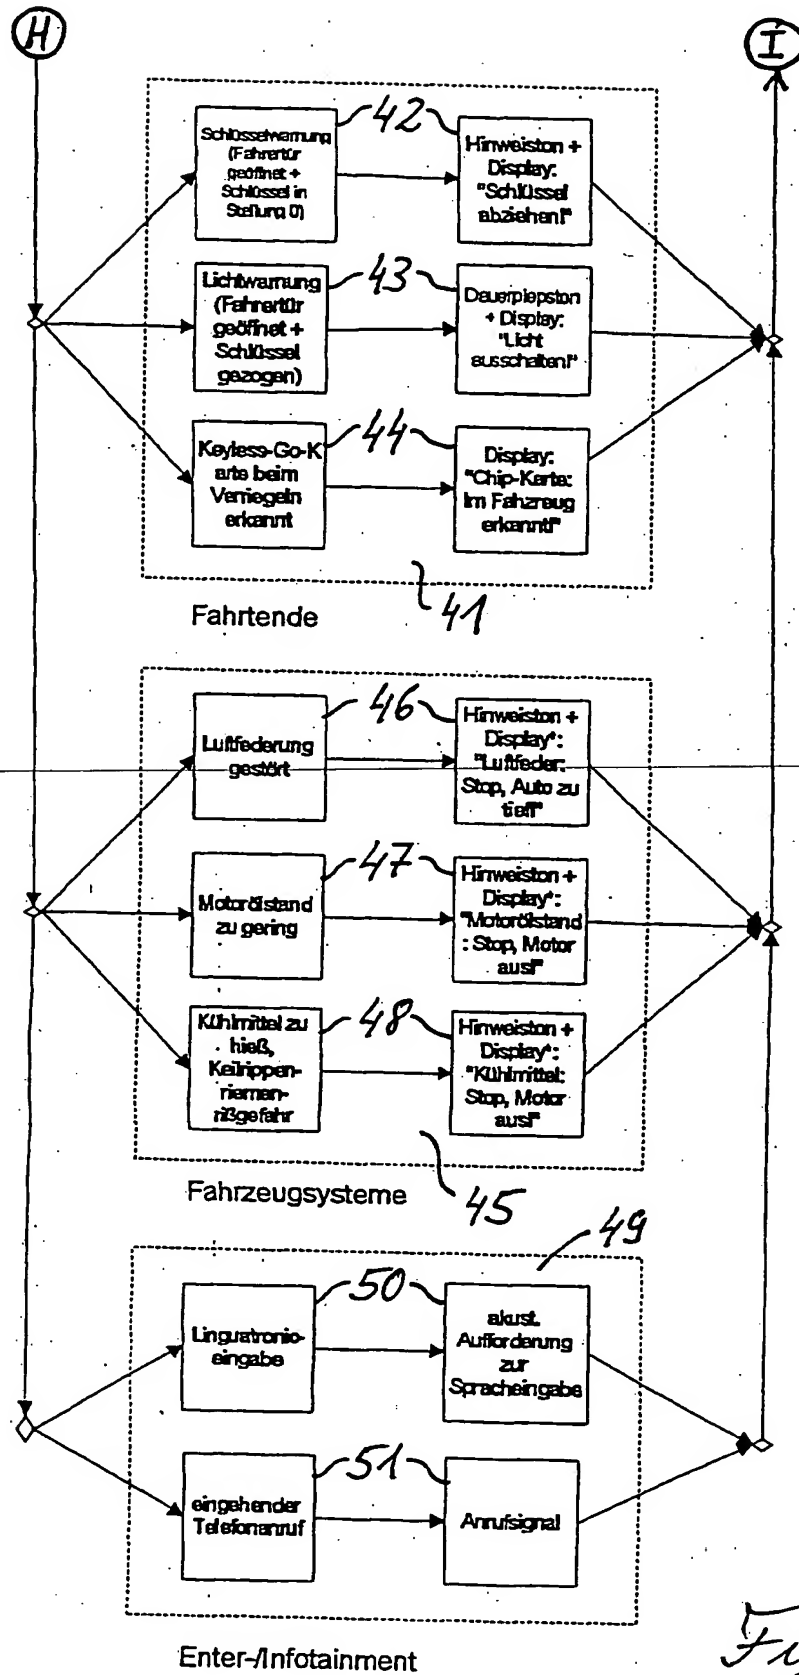 H
I
42
Schlüsselwarnung
(Fahrertür
geöffnet +
Schlüssel in
Stellung 0)
Hinweiston +
Display:
"Schlüssel
abziehen!"
43
Lichtwarnung
(Fahrertür
geöffnet +
Schlüssel
gezogen)
Dauerpiepston
+ Display:
"Licht
ausschalten!"
44
Keyless-Go-K
arte beim
Verriegeln
erkannt
Display:
"Chip-Karte:
Im Fahrzeug
erkannt!"
41
Fahrtende
46
Luftfederung
gestört
Hinweiston +
Display*:
"Luftfeder:
Stop, Auto zu
tief!"
47
Motorölstand
zu gering
Hinweiston +
Display*:
"Motorölstand
: Stop, Motor
aus!"
48
Kühlmittel zu
hieß,
Keilrippen-
riemen-
rißgefahr
Hinweiston +
Display*:
"Kühlmittel:
Stop, Motor
aus!"
45
Fahrzeugsysteme
49
50
Linguatronic-
eingabe
akust.
Aufforderung
zur
Spracheingabe
51
eingehender
Telefonanruf
Anrufsignal
Enter-/Infotainment